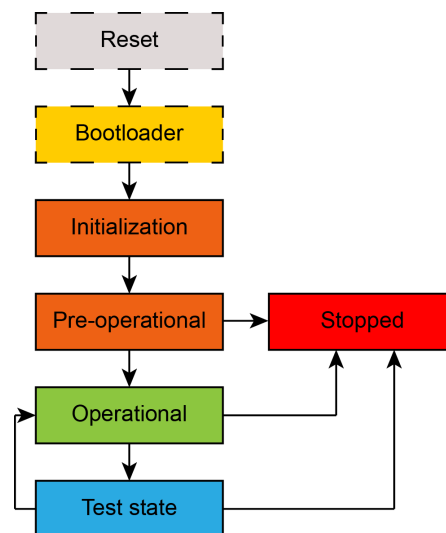 Reset
Bootloader
Initialization
Pre-operational
Stopped
Operational
Test state